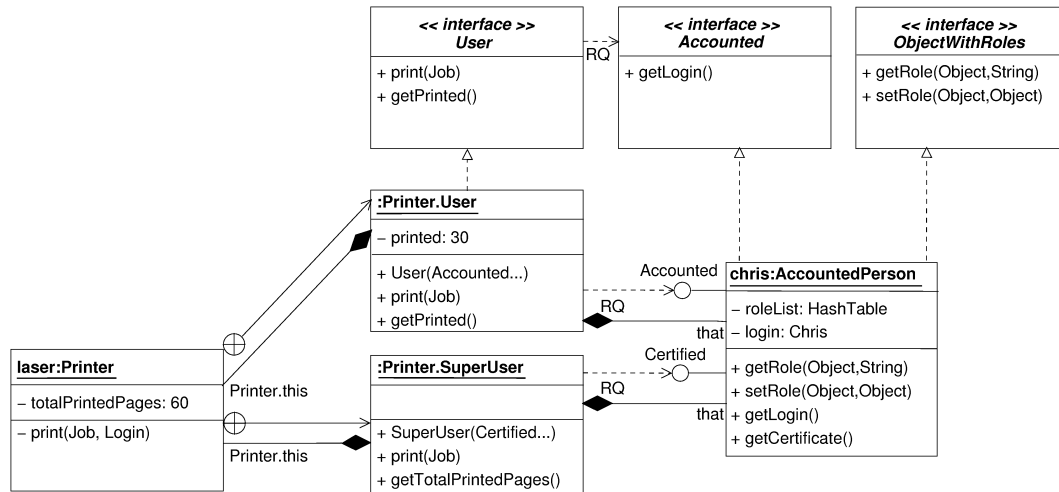 << interface >>
User
+ print(Job)
+ getPrinted()
RQ
<< interface >>
Accounted
+ getLogin()
<< interface >>
ObjectWithRoles
+ getRole(Object,String)
+ setRole(Object,Object)
:Printer.User
– printed: 30
+ User(Accounted...)
+ print(Job)
+ getPrinted()
Accounted
RQ
that
chris:AccountedPerson
– roleList: HashTable
– login: Chris
+ getRole(Object,String)
+ setRole(Object,Object)
+ getLogin()
+ getCertificate()
laser:Printer
– totalPrintedPages: 60
– print(Job, Login)
Printer.this
Printer.this
:Printer.SuperUser
+ SuperUser(Certified...)
+ print(Job)
+ getTotalPrintedPages()
Certified
RQ
that